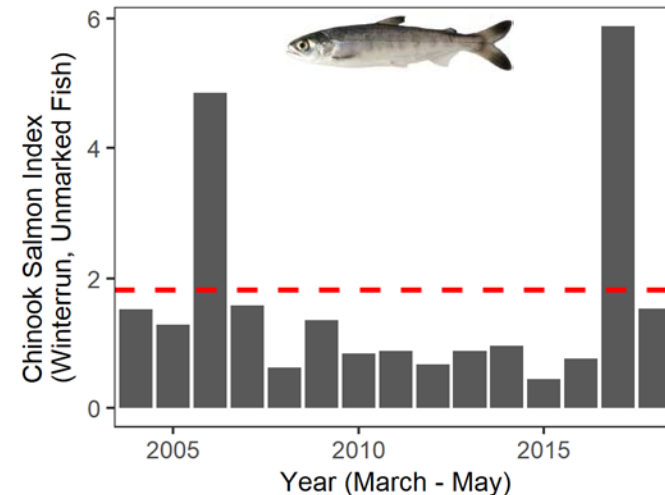 Chinook Salmon Index
(Winterrun, Unmarked Fish)
6
4
2
0
2005
2010
2015
Year (March - May)